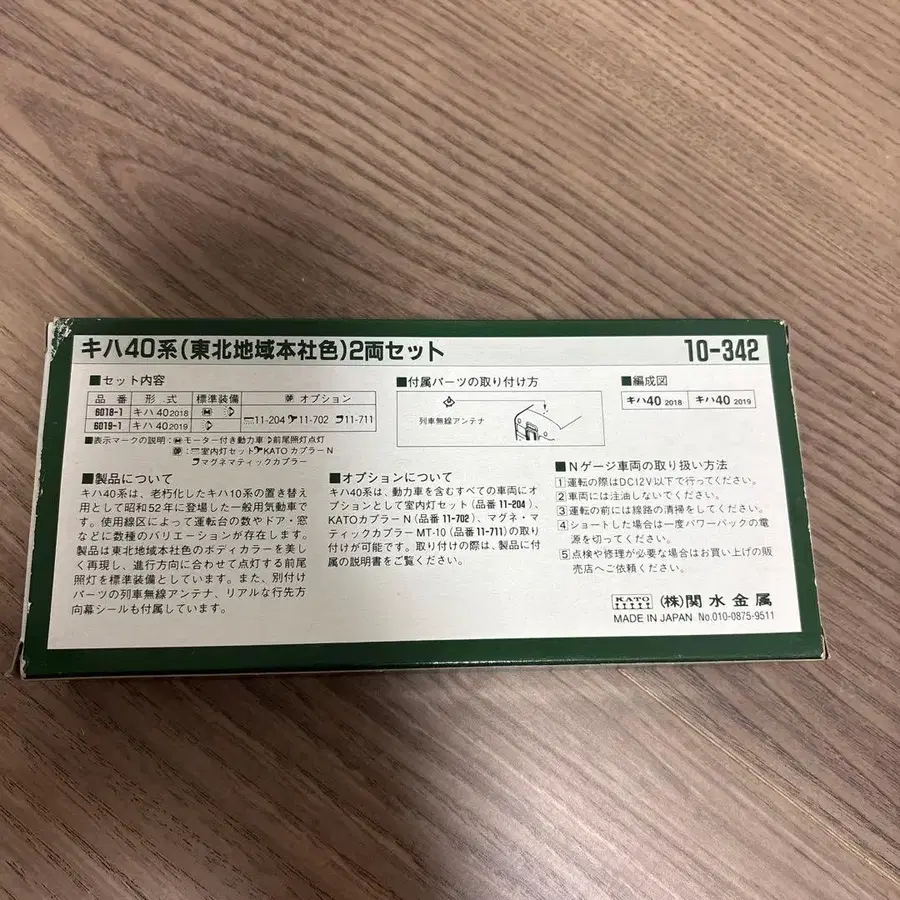 キハ40系(東北地域本社色)2両セット 10-342
■セット内容
品番 形式 標準装備 オプション
6018-1 キハ 40 2018 11-204 11-702 11-711
6019-1 キハ 40 2019
■表示マークの説明:モーター付き動力車 前尾照灯点灯
:室内灯セット KATOカプラーN
マグネマティックカプラー
■付属パーツの取り付け方
列車無線アンテナ
■編成図
キハ40 2018 キハ40 2019
■製品について
キハ40系は、老朽化したキハ10系の置き替え
用として昭和52年に登場した一般用気動車で
す。使用線区によって運転台の数やドア・窓
などに数種のバリエーションが存在します。
製品は東北地域本社色のボディカラーを美し
く再現し、進行方向に合わせて点灯する前尾
照灯を標準装備としています。また、別付け
パーツの列車無線アンテナ、リアルな行先方
向幕シールも付属しています。
■オプションについて
キハ40系は、動力車を含むすべての車両にオ
プションとして室内灯セット(品番11-204)、
KATOカプラーN(品番11-702)、マグネ・マ
ティックカプラーMT-10(品番11-711)の取り
付けが可能です。取り付けの際は、製品に付
属の説明書をご覧ください。
■Nゲージ車両の取り扱い方法
1 運転の際はDC12V以下で行ってください。
2 車両には注油しないでください。
3 運転の前には線路の清掃をしてください。
4 ショートした場合は一度パワーパックの電
源を切ってください。
5 点検や修理が必要な場合はお買い上げの販
売店へご依頼ください。
KATO (株)関水金属
MADE IN JAPAN No.010-0875-9511